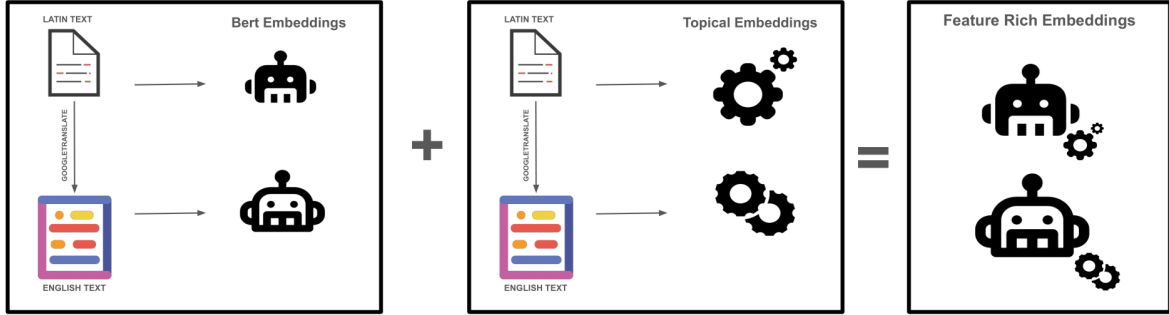 LATIN TEXT
Bert Embeddings
GOOGLETRANSLATE
ENGLISH TEXT
+
LATIN TEXT
Topical Embeddings
GOOGLETRANSLATE
ENGLISH TEXT
=
Feature Rich Embeddings